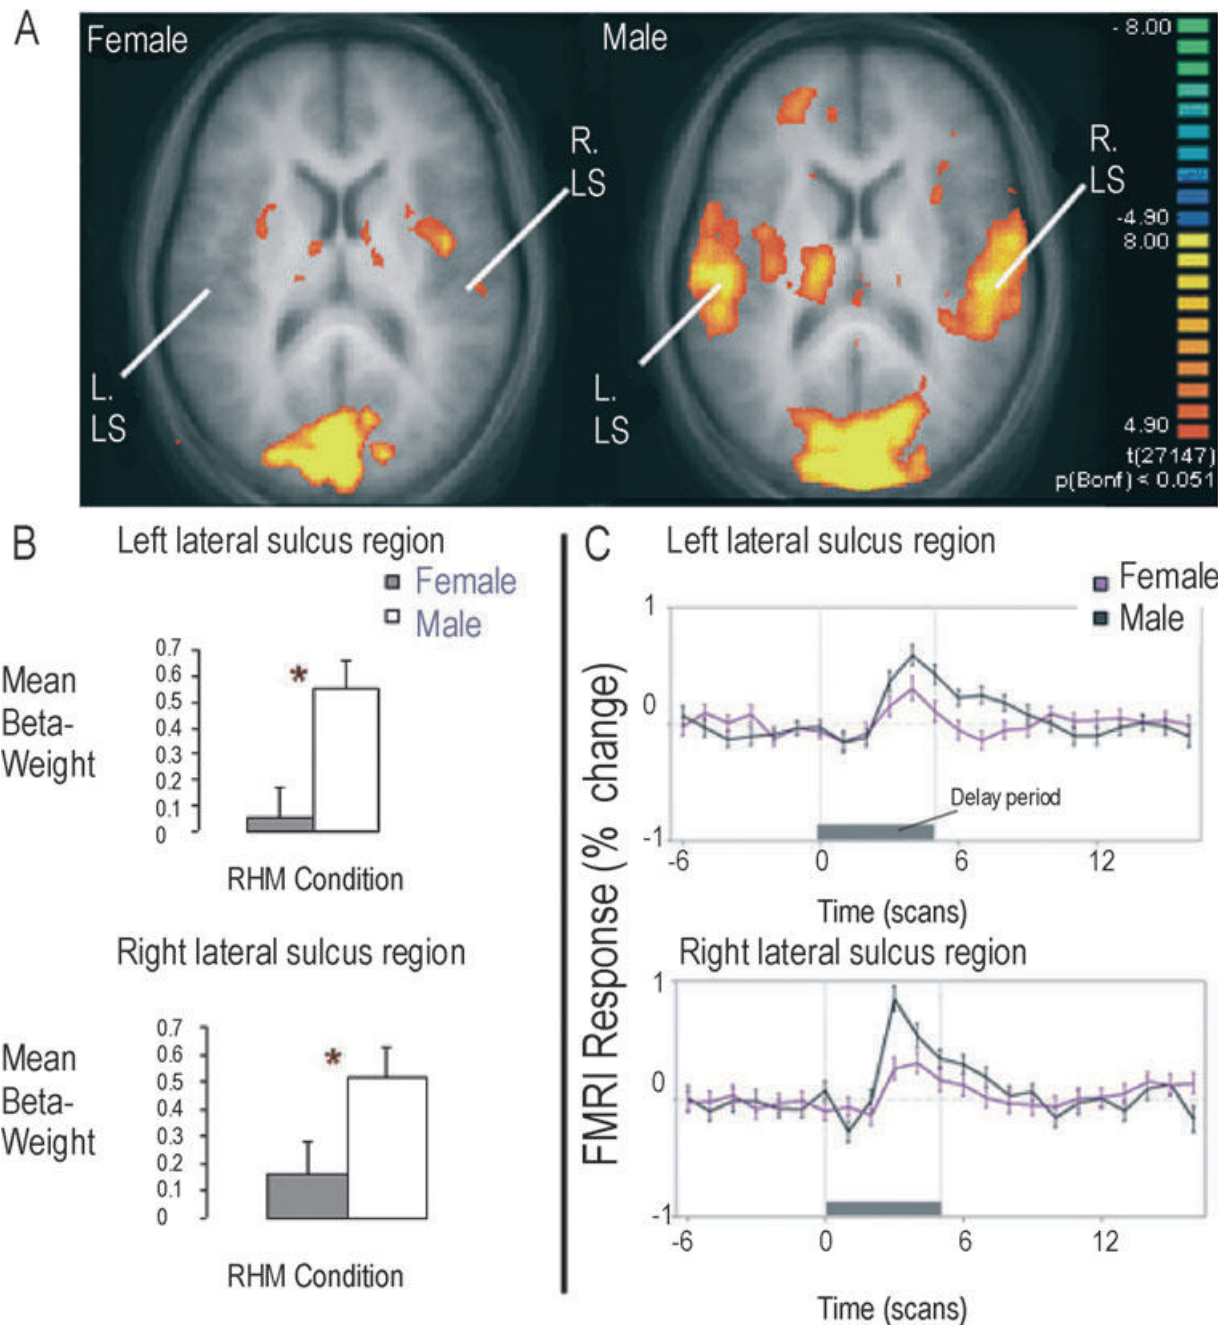 A
Female
Male
R.
LS
R.
LS
L.
LS
L.
LS
- 8.00
-4.90
8.00
4.90
t(27147)
p(Bonf) < 0.051
B
Left lateral sulcus region
Female
Male
Mean
Beta-
Weight
0.7
0.6
0.5
0.4
0.3
0.2
0.1
0
*
RHM Condition
Right lateral sulcus region
Mean
Beta-
Weight
0.7
0.6
0.5
0.4
0.3
0.2
0.1
0
*
RHM Condition
C
Left lateral sulcus region
Female
Male
FMRI Response (% change)
1
0
-1
Delay period
-6 0 6 12
Time (scans)
Right lateral sulcus region
1
0
-1
-6 0 6 12
Time (scans)